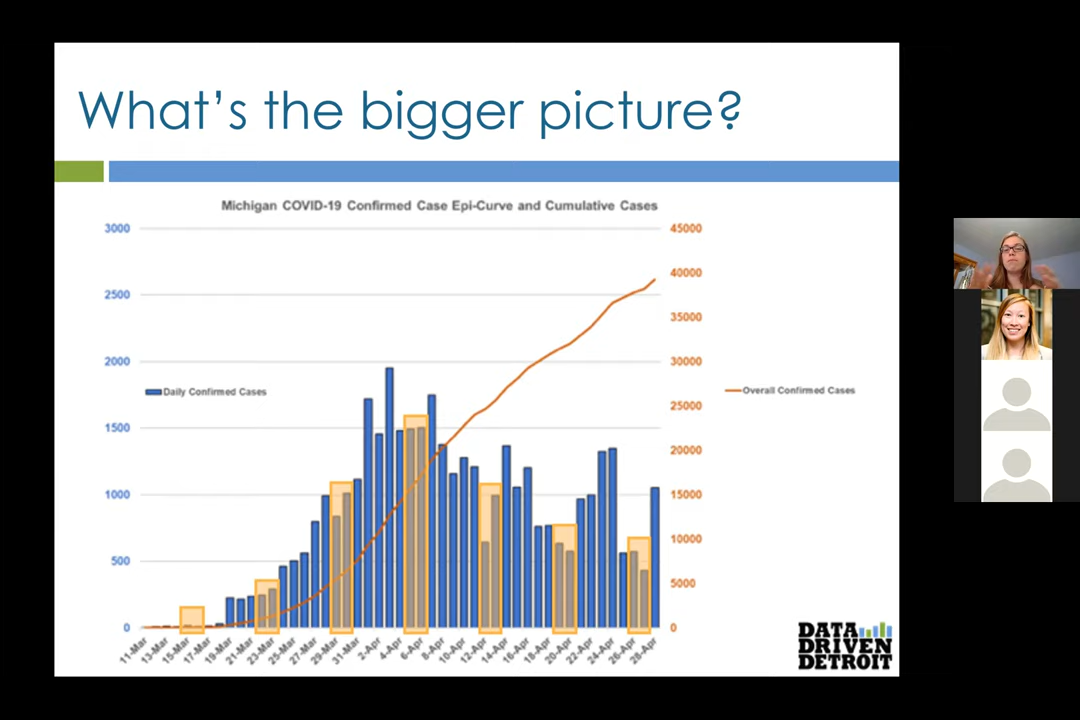 What's the bigger picture?
Michigan COVID-19 Confirmed Case Epi-Curve and Cumulative Cases
3000
2500
2000
1500
1000
500
0
45000
40000
35000
30000
25000
20000
15000
10000
5000
0
Daily Confirmed Cases
Overall Confirmed Cases
11-Mar
13-Mar
15-Mar
17-Mar
19-Mar
21-Mar
23-Mar
25-Mar
27-Mar
29-Mar
31-Mar
2-Apr
4-Apr
6-Apr
8-Apr
10-Apr
12-Apr
14-Apr
16-Apr
18-Apr
20-Apr
22-Apr
24-Apr
26-Apr
28-Apr
DATA
DRIVEN
DETROIT